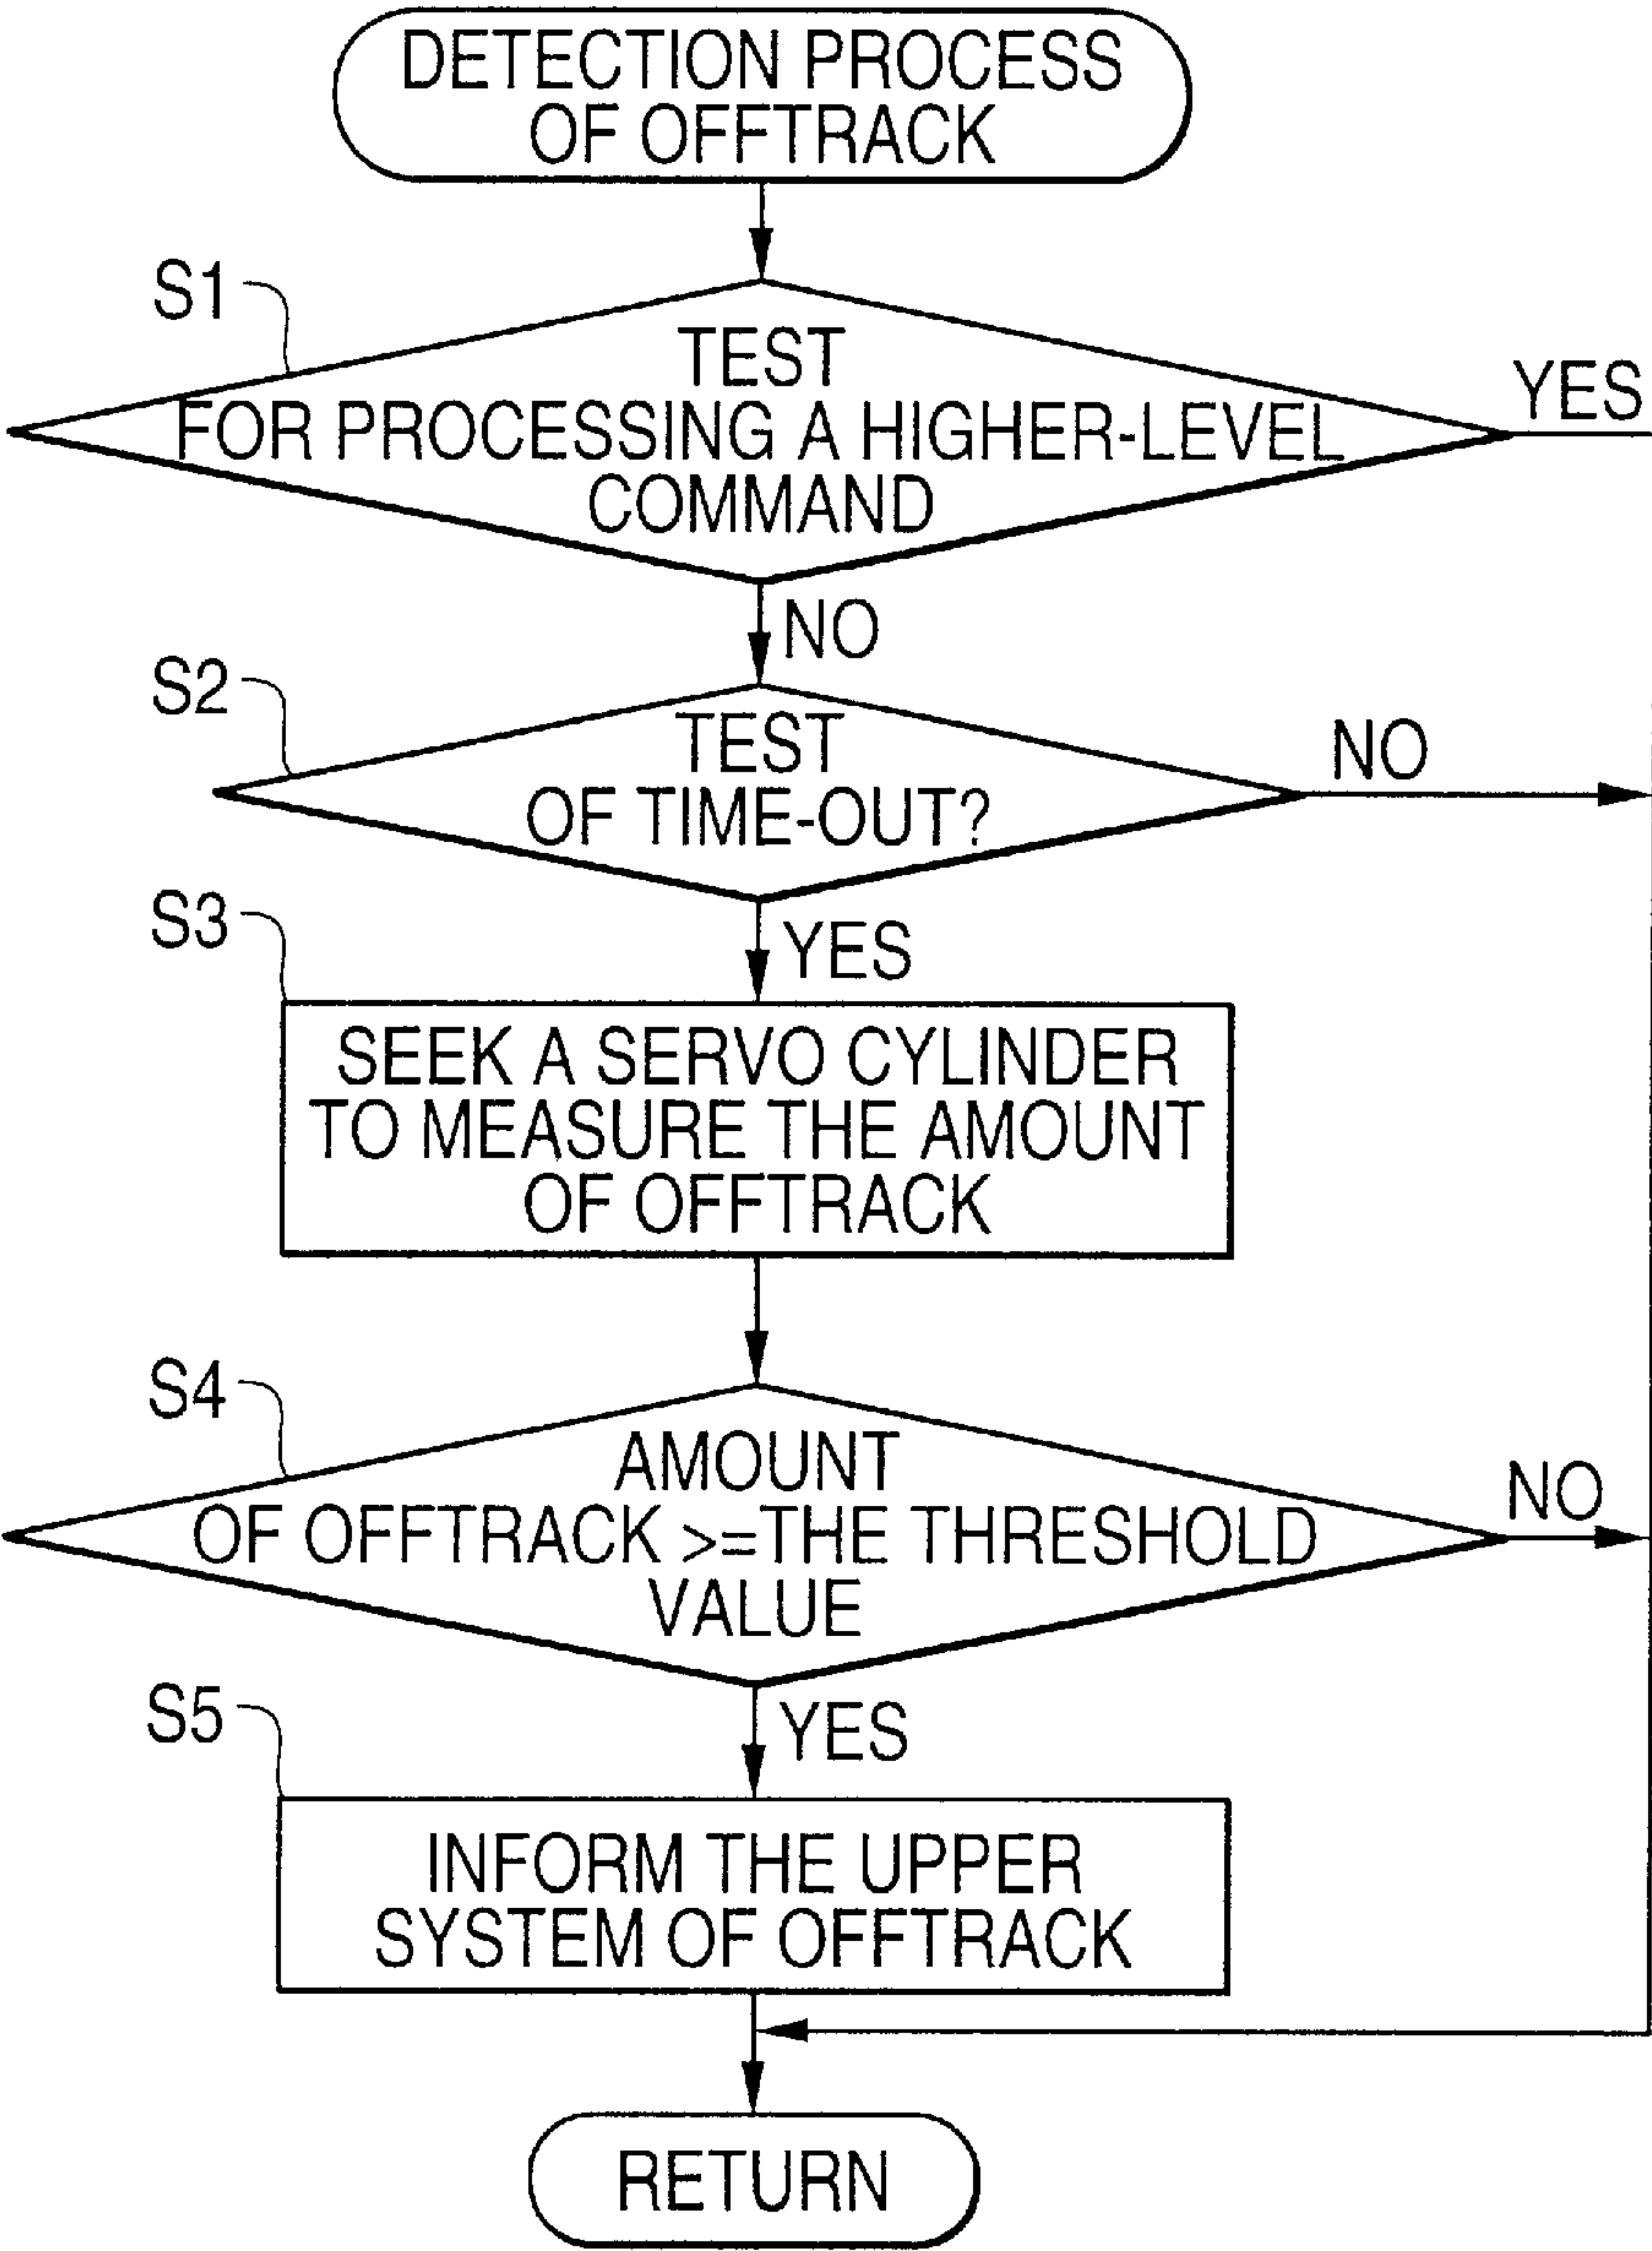 DETECTION PROCESS
OF OFFTRACK
S1
TEST
FOR PROCESSING A HIGHER-LEVEL
COMMAND
YES
NO
S2
TEST
OF TIME-OUT?
NO
YES
S3
SEEK A SERVO CYLINDER
TO MEASURE THE AMOUNT
OF OFFTRACK
S4
AMOUNT
OF OFFTRACK >=THE THRESHOLD
VALUE
NO
YES
S5
INFORM THE UPPER
SYSTEM OF OFFTRACK
RETURN